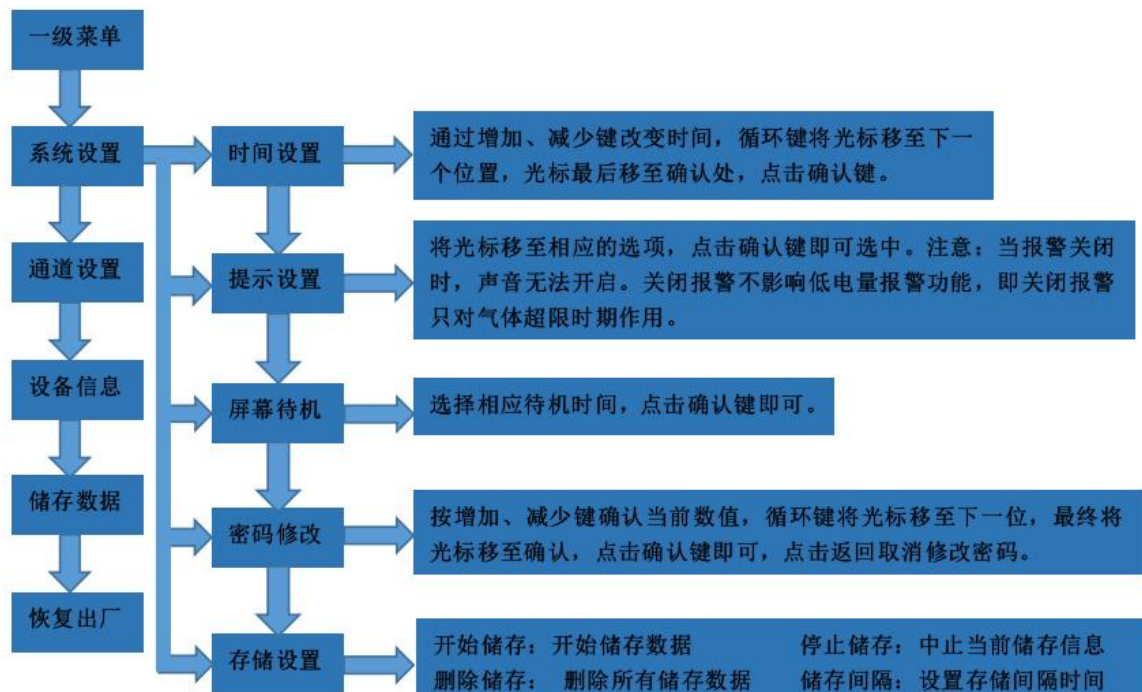 一级菜单
系统设置
时间设置
通过增加、减少键改变时间，循环键将光标移至下一
个位置，光标最后移至确认处，点击确认键。
通道设置
提示设置
将光标移至相应的选项，点击确认键即可选中。注意：当报警关闭
时，声音无法开启。关闭报警不影响低电量报警功能，即关闭报警
只对气体超限时期作用。
设备信息
屏幕待机
选择相应待机时间，点击确认键即可。
储存数据
密码修改
按增加、减少键确认当前数值，循环键将光标移至下一位，最终将
光标移至确认，点击确认键即可，点击返回取消修改密码。
恢复出厂
存储设置
开始储存：开始储存数据 停止储存：中止当前储存信息
删除储存： 删除所有储存数据 储存间隔：设置存储间隔时间